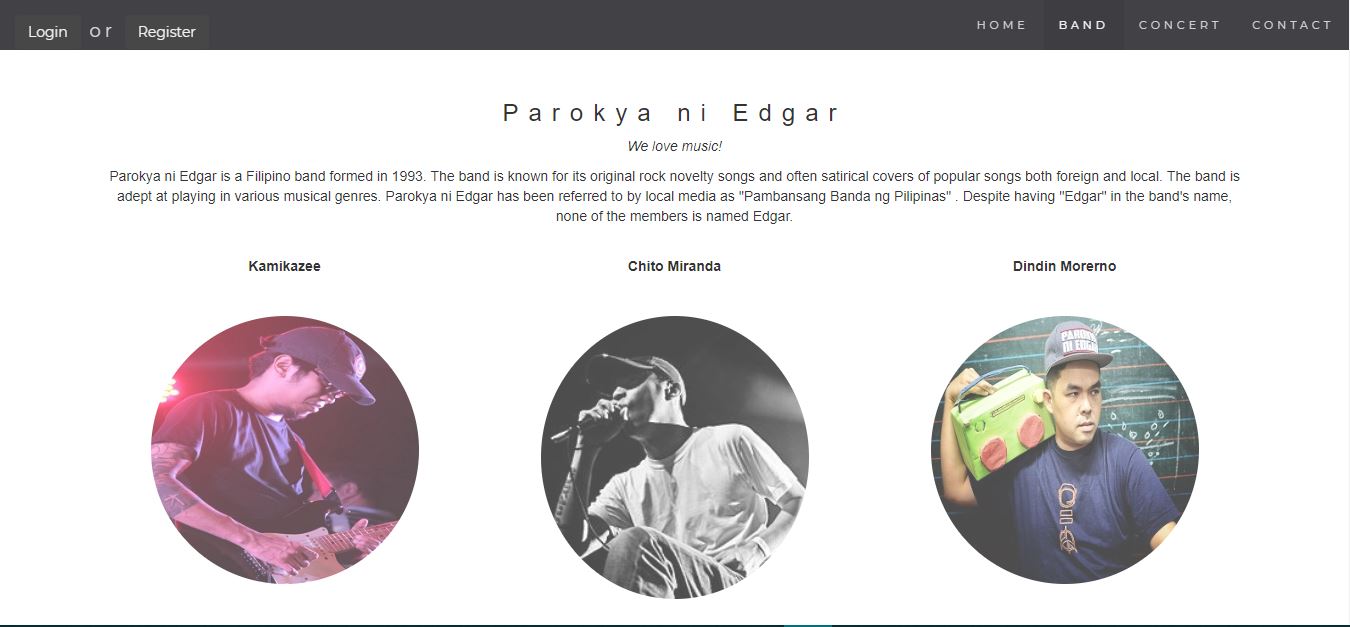 Login or Register
HOME BAND CONCERT CONTACT
Parokya ni Edgar
We love music!
Parokya ni Edgar is a Filipino band formed in 1993. The band is known for its original rock novelty songs and often satirical covers of popular songs both foreign and local. The band is
adept at playing in various musical genres. Parokya ni Edgar has been referred to by local media as "Pambansang Banda ng Pilipinas" . Despite having "Edgar" in the band's name,
none of the members is named Edgar.
Kamikazee
Chito Miranda
Dindin Morerno